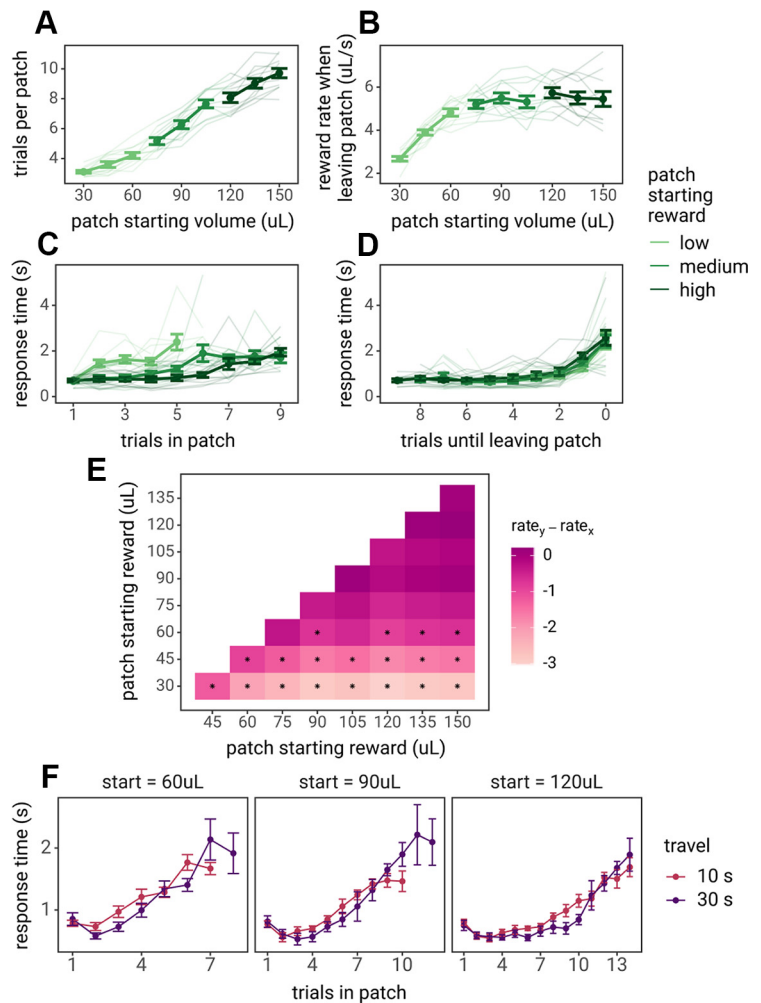 A
B
trials per patch
10
8
6
4
30
60
90
120
150
patch starting volume (uL)
reward rate when
leaving patch (uL/s)
6
4
2
30
60
90
120
150
patch starting volume (uL)
patch
starting
reward
low
medium
high
C
D
response time (s)
4
2
0
1
3
5
7
9
trials in patch
response time (s)
4
2
0
8
6
4
2
0
trials until leaving patch
E
patch starting reward (uL)
135
120
105
90
75
60
45
30
45
60
75
90
105
120
135
150
patch starting reward (uL)
rate_y – rate_x
0
-1
-2
-3
F
start = 60uL
start = 90uL
start = 120uL
response time (s)
2
1
1
4
7
1
4
7
10
1
4
7
10
13
trials in patch
travel
10 s
30 s